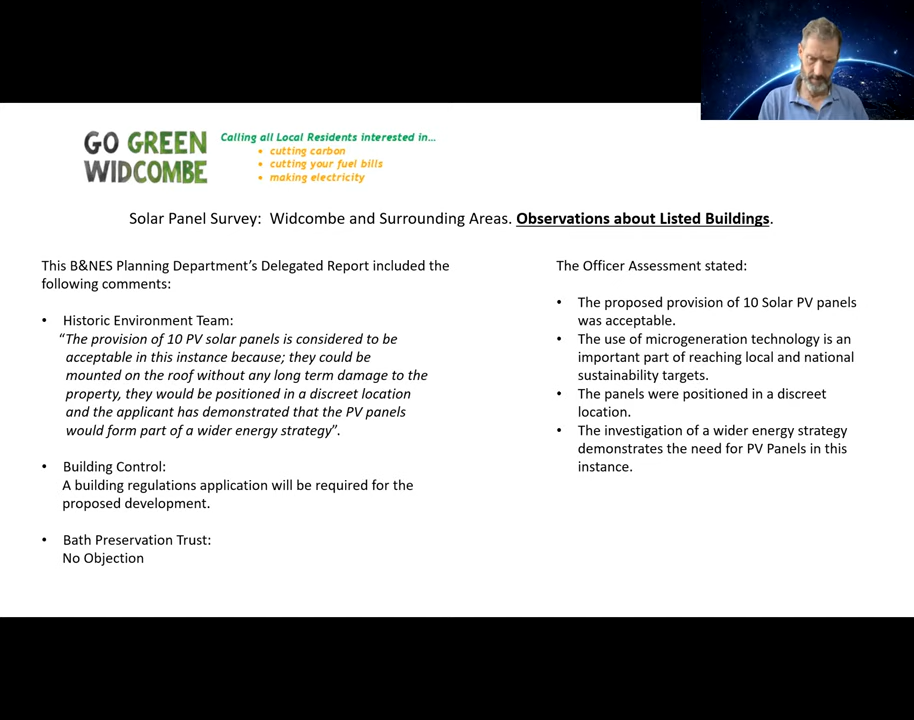 GO GREEN
WIDCOMBE
Calling all Local Residents interested in...
• cutting carbon
• cutting your fuel bills
• making electricity
Solar Panel Survey: Widcombe and Surrounding Areas. Observations about Listed Buildings.
This B&NES Planning Department's Delegated Report included the
following comments:
• Historic Environment Team:
"The provision of 10 PV solar panels is considered to be
acceptable in this instance because; they could be
mounted on the roof without any long term damage to the
property, they would be positioned in a discreet location
and the applicant has demonstrated that the PV panels
would form part of a wider energy strategy".
• Building Control:
A building regulations application will be required for the
proposed development.
• Bath Preservation Trust:
No Objection
The Officer Assessment stated:
• The proposed provision of 10 Solar PV panels
was acceptable.
• The use of microgeneration technology is an
important part of reaching local and national
sustainability targets.
• The panels were positioned in a discreet
location.
• The investigation of a wider energy strategy
demonstrates the need for PV Panels in this
instance.